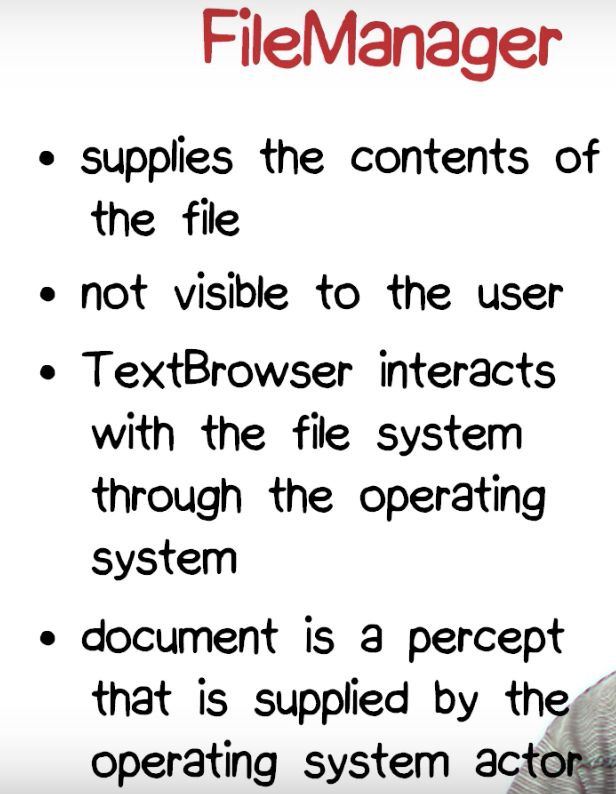 FileManager
• supplies the contents of
the file
• not visible to the user
• TextBrowser interacts
with the file system
through the operating
system
• document is a percept
that is supplied by the
operating system actor